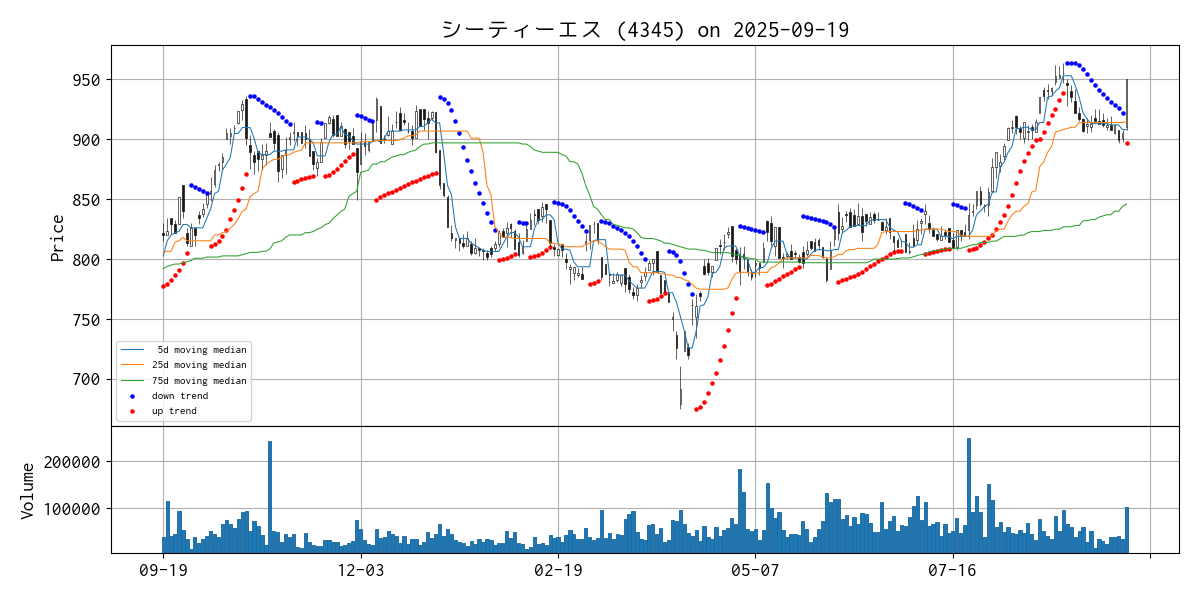 シーティーエス (4345) on 2025-09-19
Price
950
900
850
800
750
700
5d moving median
25d moving median
75d moving median
down trend
up trend
Volume
200000
100000
09-19 12-03 02-19 05-07 07-16